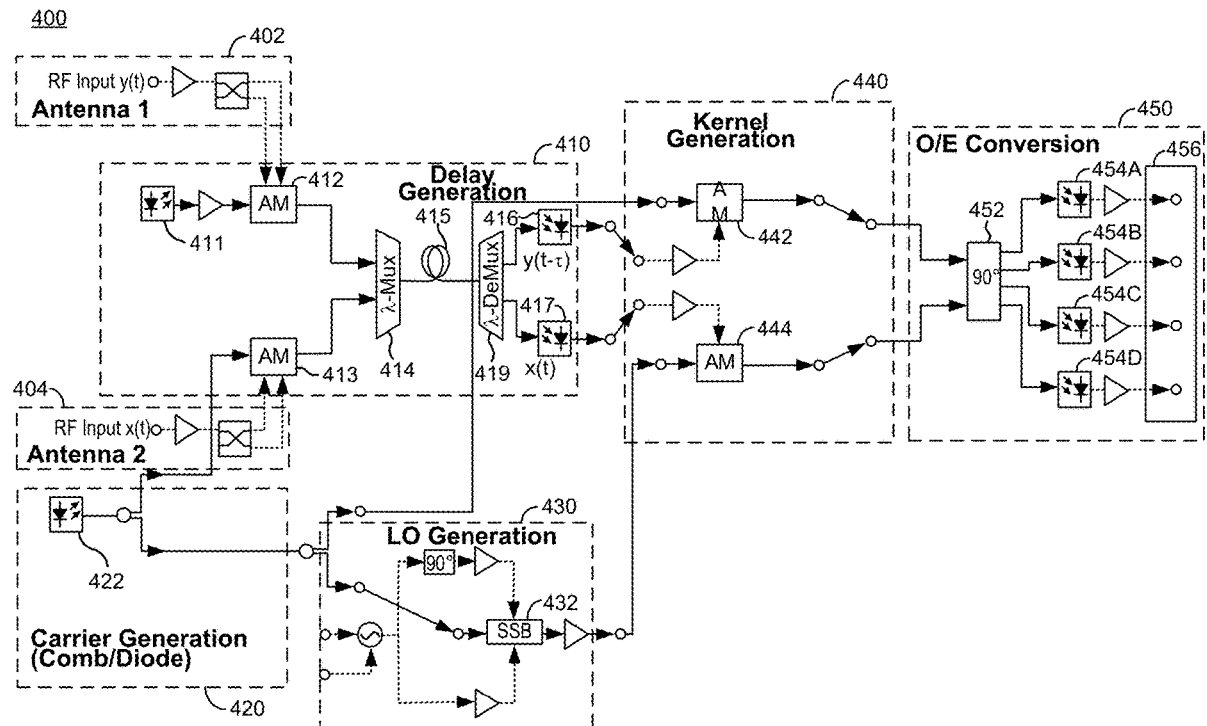 400
402
RF Input y(t)
Antenna 1
410
Delay
Generation
AM
412
411
415
416
y(t-τ)
λ-Mux
414
λ-DeMux
419
417
x(t)
AM
413
404
RF Input x(t)
Antenna 2
422
Carrier Generation
(Comb/Diode)
420
430
LO Generation
90°
432
SSB
440
Kernel
Generation
A
M
442
444
AM
450
O/E Conversion
456
452
90°
454A
454B
454C
454D